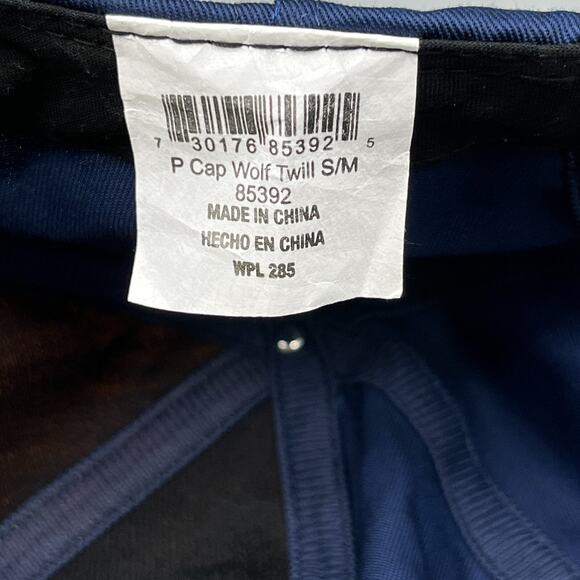 7 30176 85392 5
P Cap Wolf Twill S/M
85392
MADE IN CHINA
HECHO EN CHINA
WPL 285